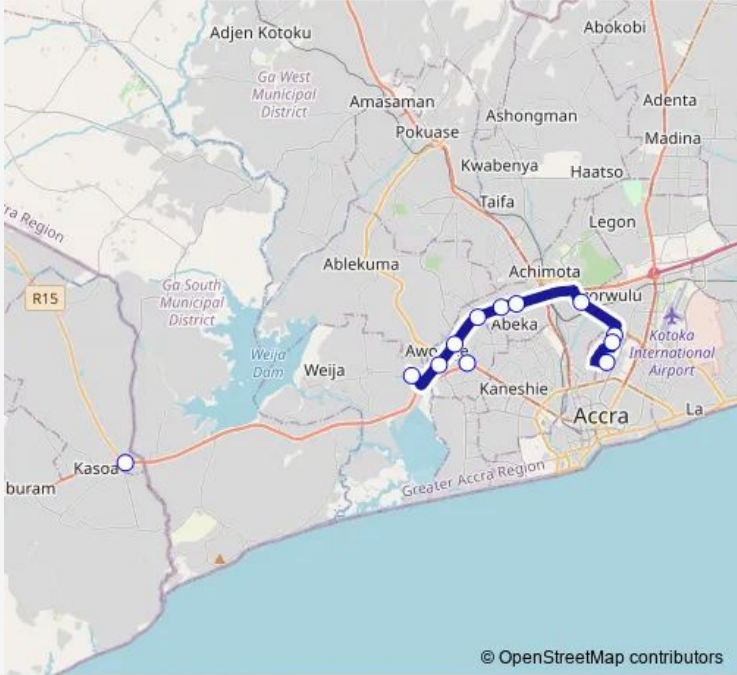 Abokobi
Adjen Kotoku
Ga West
Municipal
District
Amasaman
Adenta
Ashongman
Pokuase
Madina
Kwabenya
Haatso
Taifa
ra Region
Legon
Ablekuma
Achimota
Ga South
Municipal
District
R15
orwulu
Abeka
Kotoka
International
Airport
Weija
Dam
Weija
Awo
e
Kaneshie
Accra
La
Kasoa
buram
Greater Accra Region
© OpenStreetMap contributors